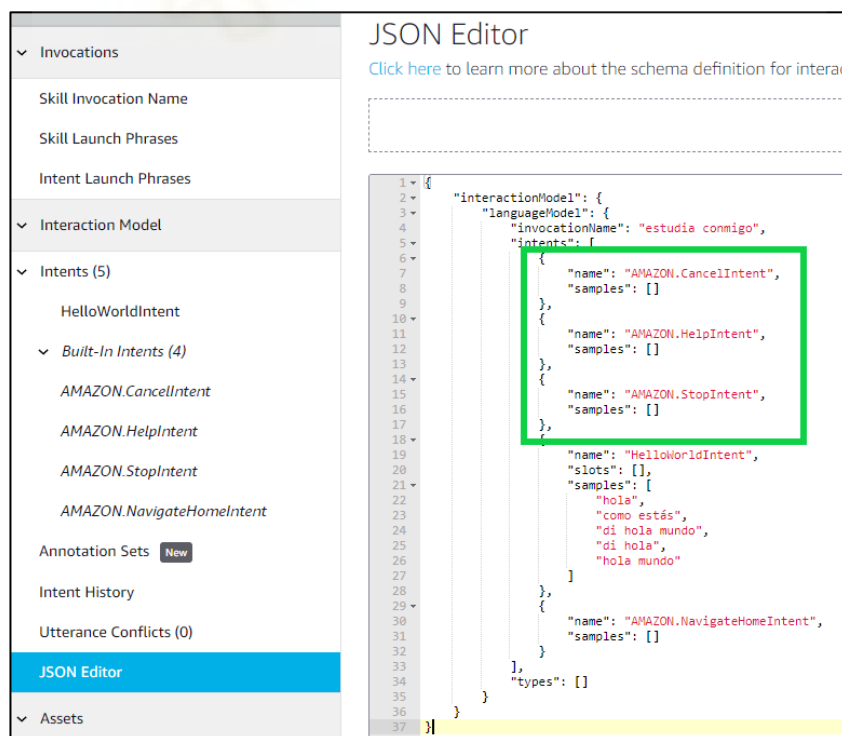 Invocations
Skill Invocation Name
Skill Launch Phrases
Intent Launch Phrases
Interaction Model
Intents (5)
HelloWorldIntent
Built-In Intents (4)
AMAZON.CancelIntent
AMAZON.HelpIntent
AMAZON.StopIntent
AMAZON.NavigateHomeIntent
Annotation Sets New
Intent History
Utterance Conflicts (0)
JSON Editor
Assets
JSON Editor
Click here to learn more about the schema definition for interac
1 {
2 "interactionModel": {
3 "languageModel": {
4 "invocationName": "estudia conmigo",
5 "intents": [
6 {
7 "name": "AMAZON.CancelIntent",
8 "samples": []
9 },
10 {
11 "name": "AMAZON.HelpIntent",
12 "samples": []
13 },
14 {
15 "name": "AMAZON.StopIntent",
16 "samples": []
17 },
18 {
19 "name": "HelloWorldIntent",
20 "slots": [],
21 "samples": [
22 "hola",
23 "como estás",
24 "di hola mundo",
25 "di hola",
26 "hola mundo"
27 ]
28 },
29 {
30 "name": "AMAZON.NavigateHomeIntent",
31 "samples": []
32 }
33 ],
34 "types": []
35 }
36 }
37 }